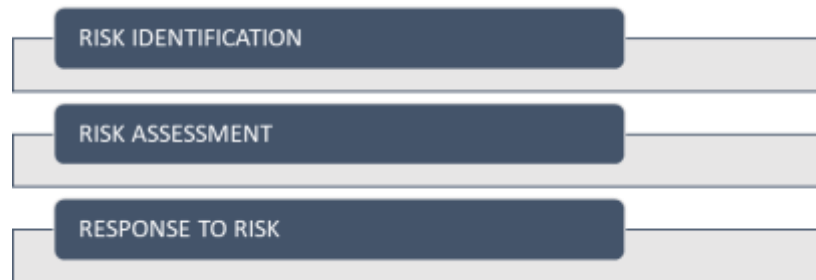 RISK IDENTIFICATION
RISK ASSESSMENT
RESPONSE TO RISK